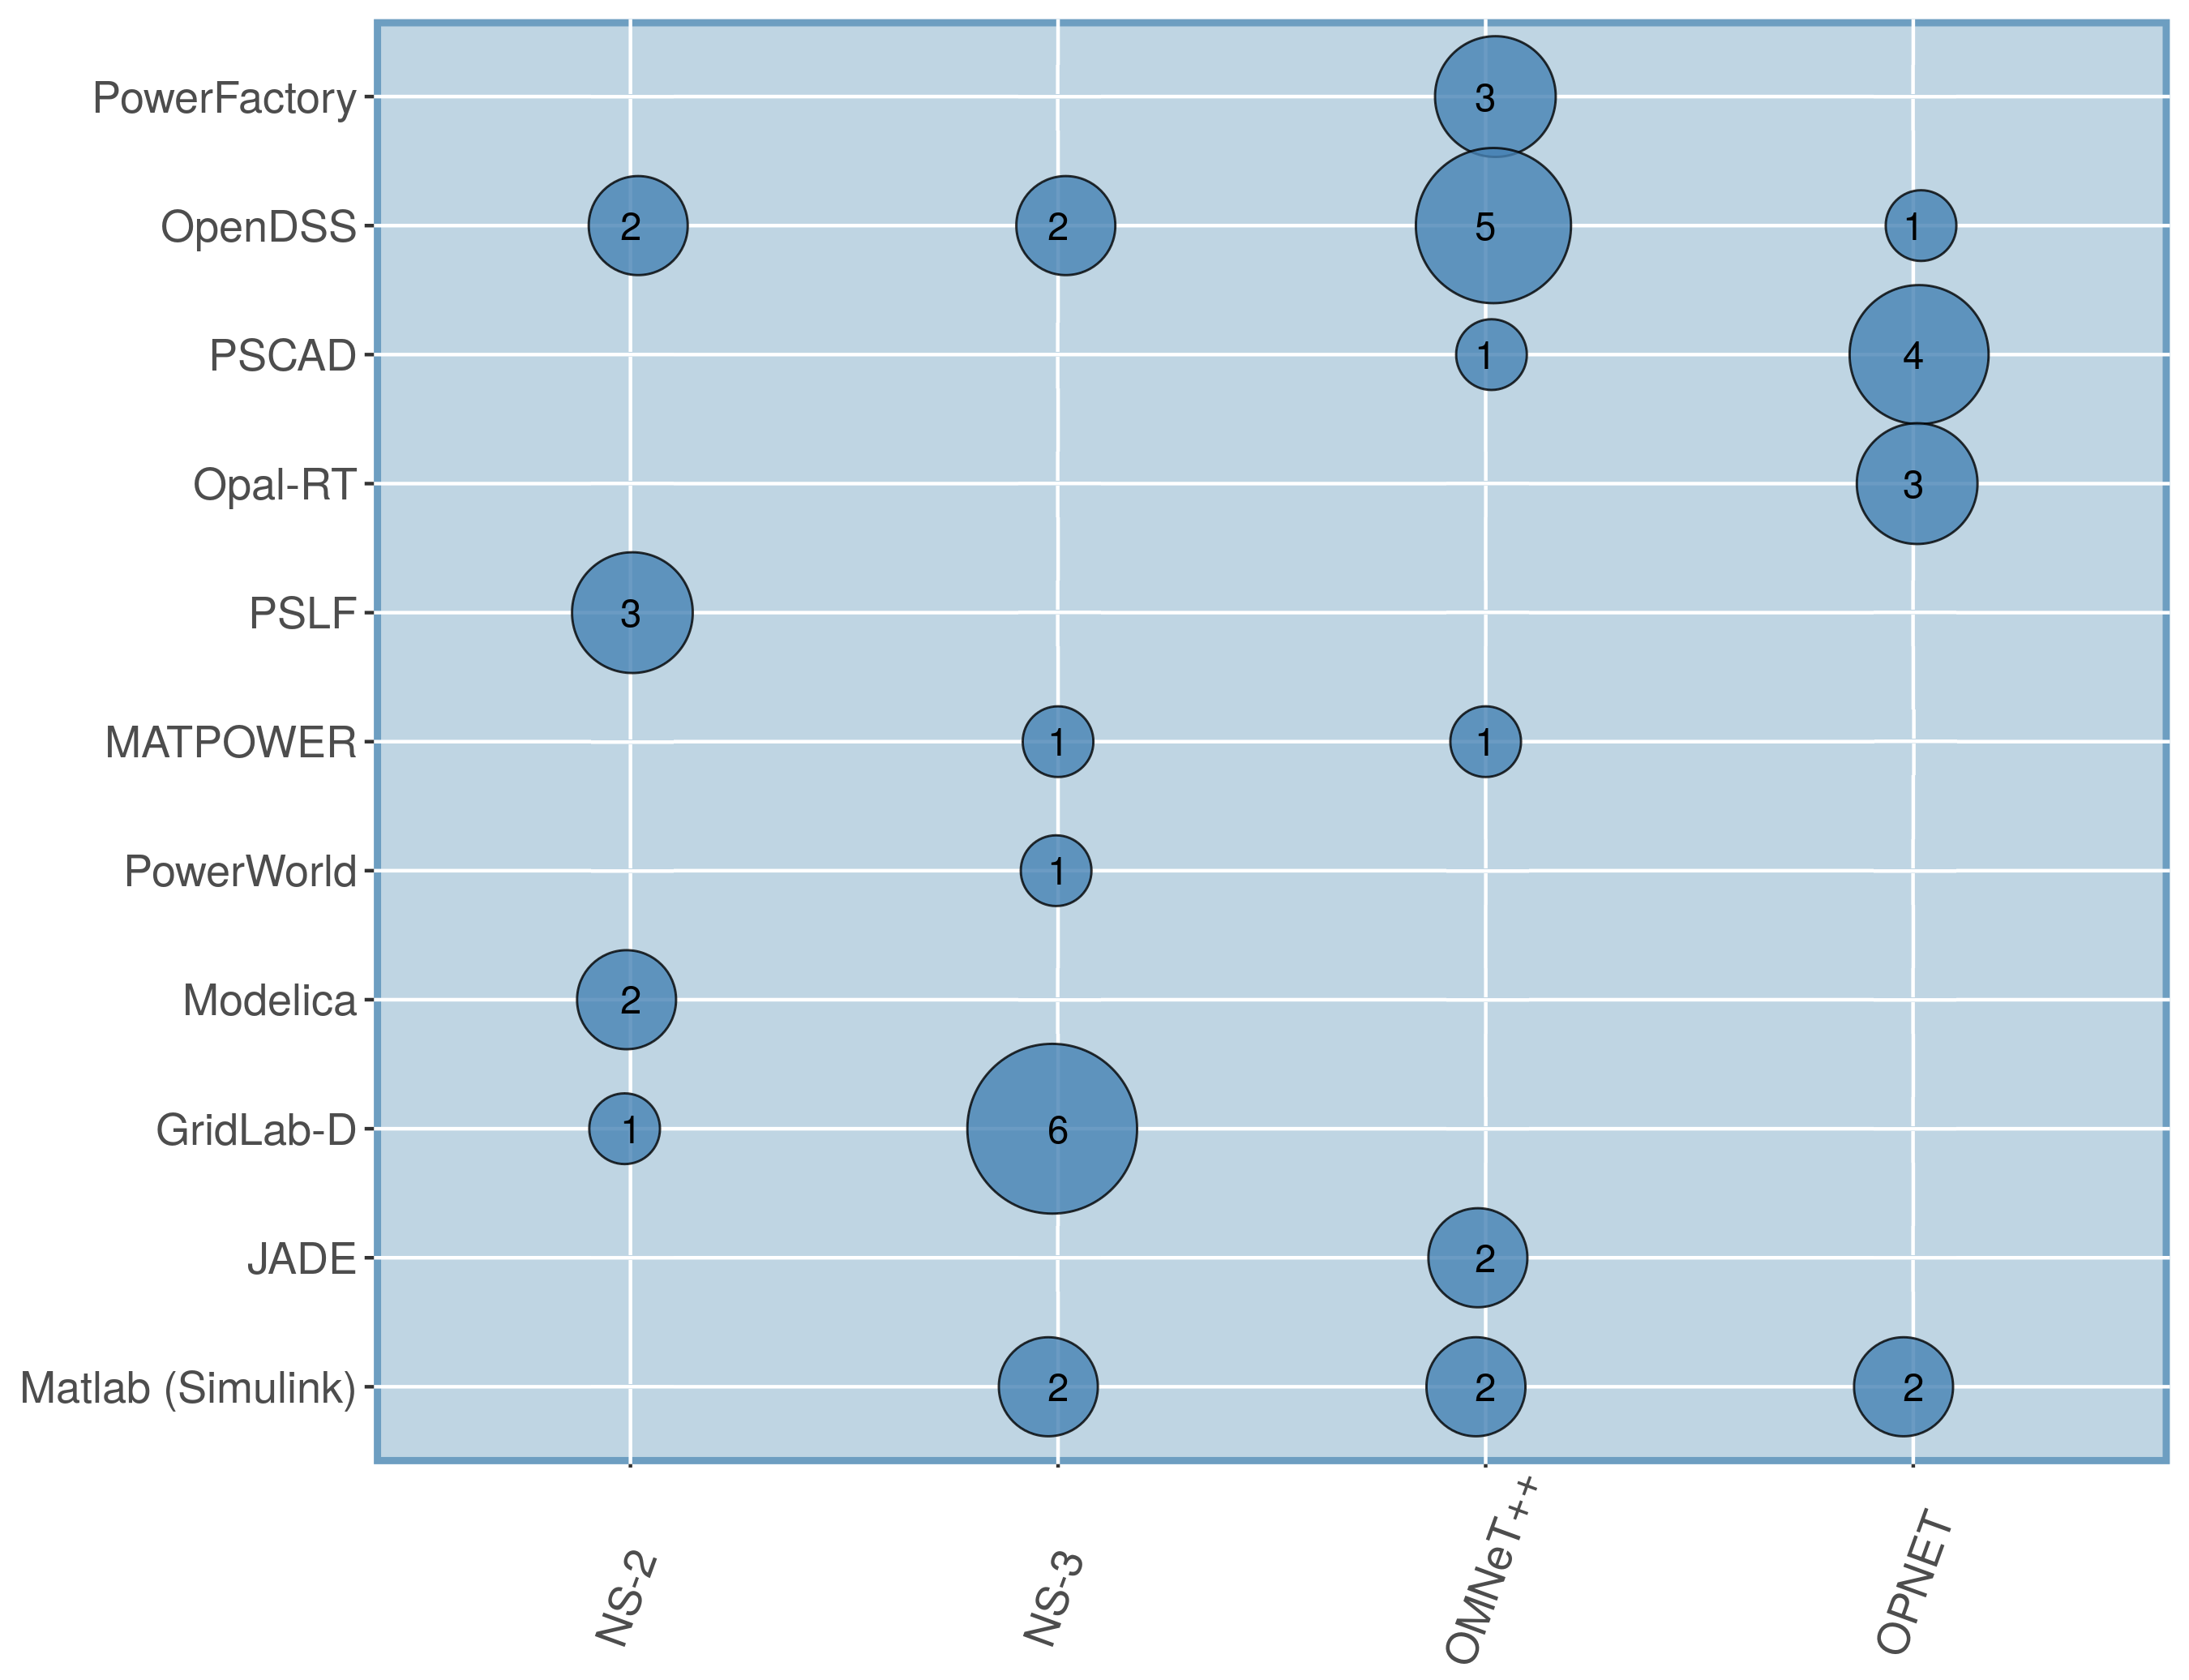 PowerFactory 3
OpenDSS 2 2 5 1
PSCAD 1 4
Opal-RT 3
PSLF 3
MATPOWER 1 1
PowerWorld 1
Modelica 2
GridLab-D 1 6
JADE 2
Matlab (Simulink) 2 2 2
NS-2 NS-3 OMNeT++ OPNET